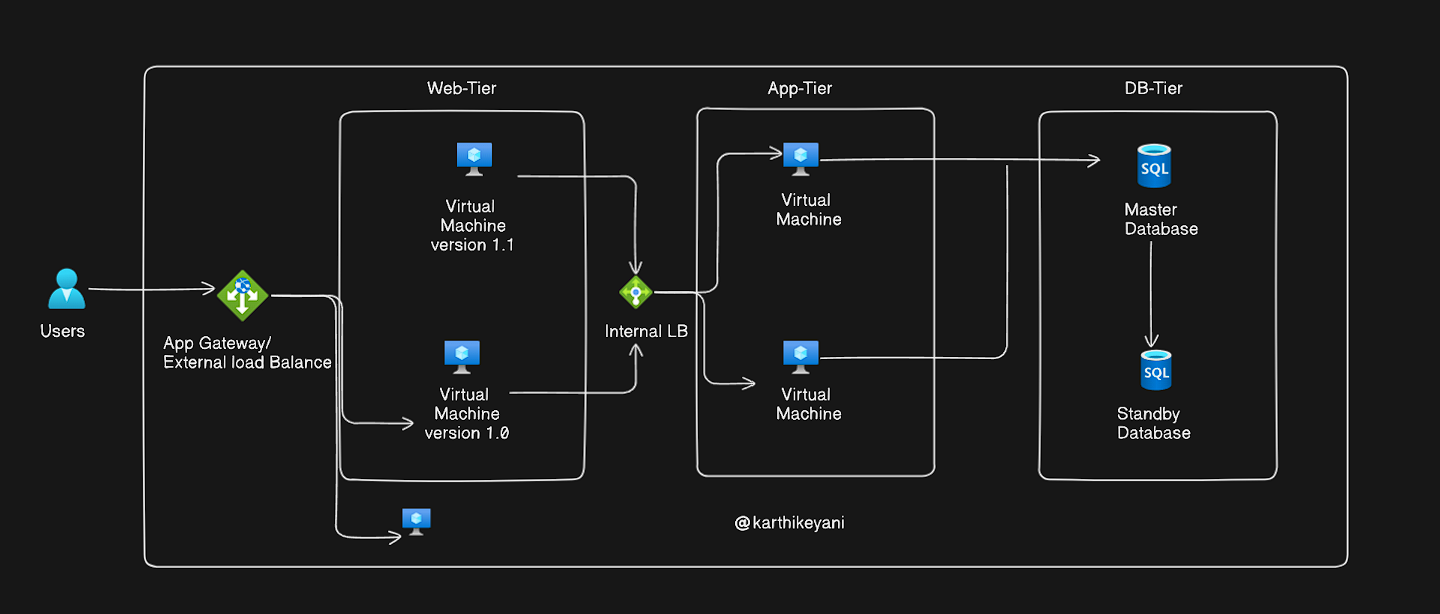 Web-Tier
App-Tier
DB-Tier
Virtual
Machine
version 1.1
Virtual
Machine
SQL
Master
Database
Users
App Gateway/
External load Balance
Internal LB
Virtual
Machine
version 1.0
Virtual
Machine
SQL
Standby
Database
@karthikeyani